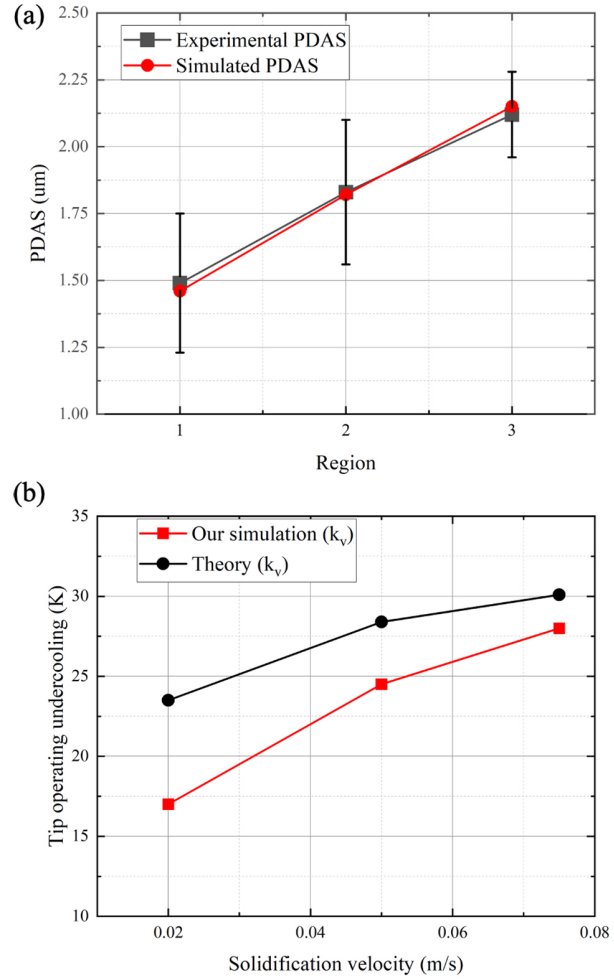 (a)
2.50
2.25
2.00
1.75
1.50
1.25
1.00
PDAS (um)
Experimental PDAS
Simulated PDAS
1 2 3
Region
(b)
35
30
25
22
17
15
10
Tip operating undercooling (K)
Our simulation (kv)
Theory (kv)
0.02 0.04 0.06 0.08
Solidification velocity (m/s)